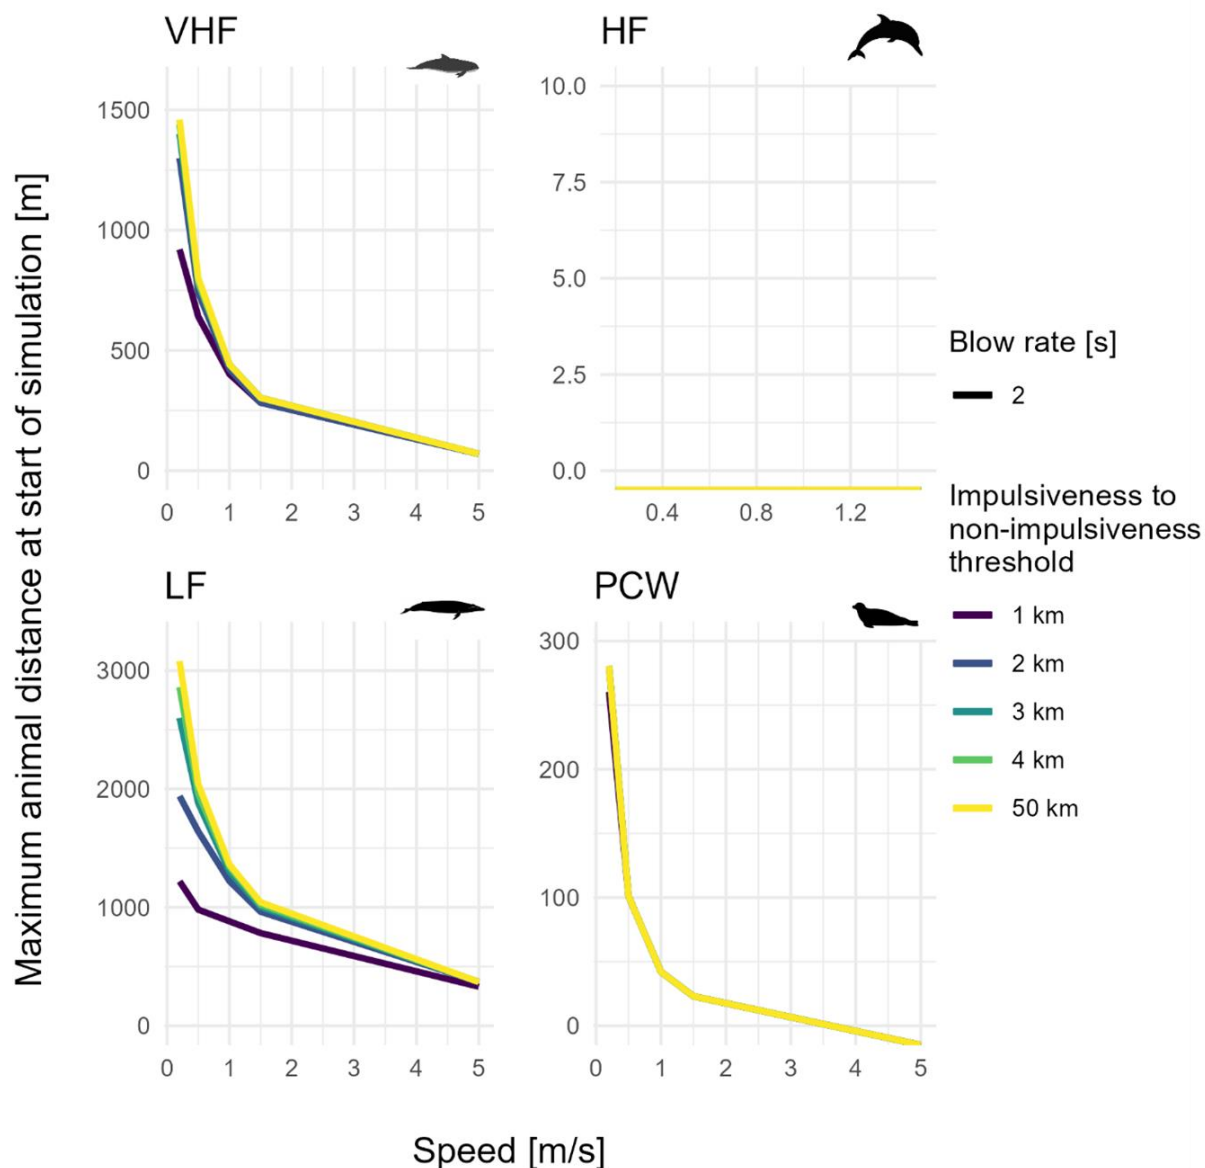 VHF
HF
Maximum animal distance at start of simulation [m]
1500
1000
500
0
0 1 2 3 4 5
10.0
7.5
5.0
2.5
0.0
0.4 0.8 1.2
LF
PCW
3000
2000
1000
0
0 1 2 3 4 5
300
200
100
0
0 1 2 3 4 5
Speed [m/s]
Blow rate [s]
2
Impulsiveness to
non-impulsiveness
threshold
1 km
2 km
3 km
4 km
50 km